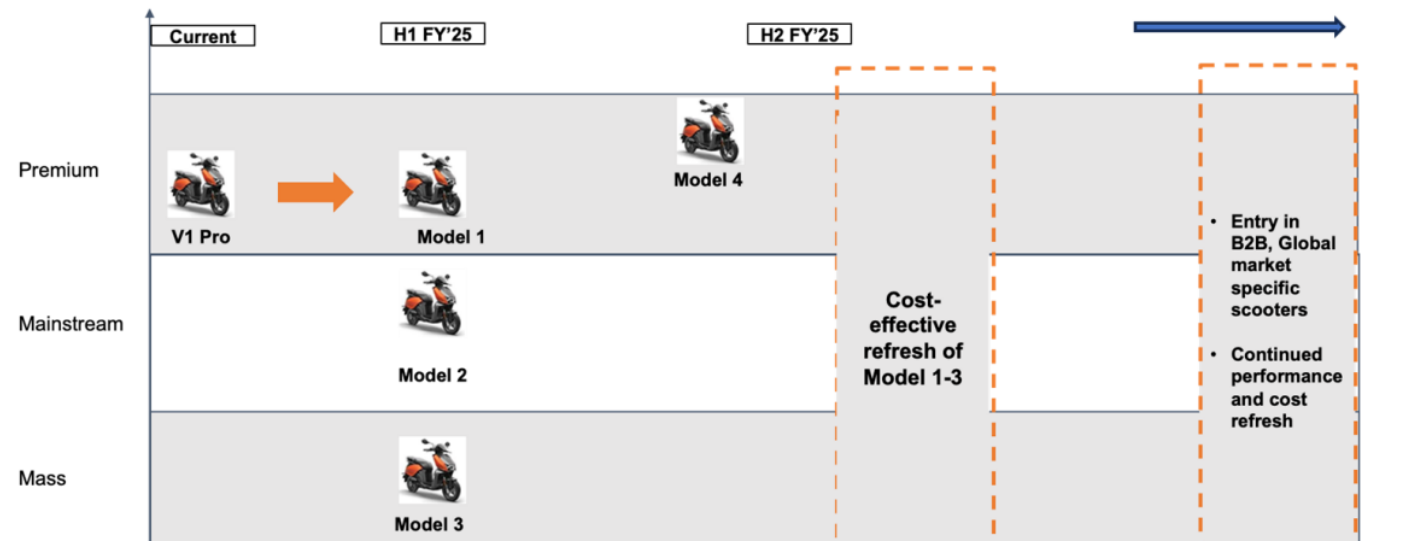 Current
H1 FY’25
H2 FY’25
Premium
V1 Pro
Model 1
Model 4
Mainstream
Model 2
Mass
Model 3
Cost-
effective
refresh of
Model 1-3
• Entry in
B2B, Global
market
specific
scooters
• Continued
performance
and cost
refresh